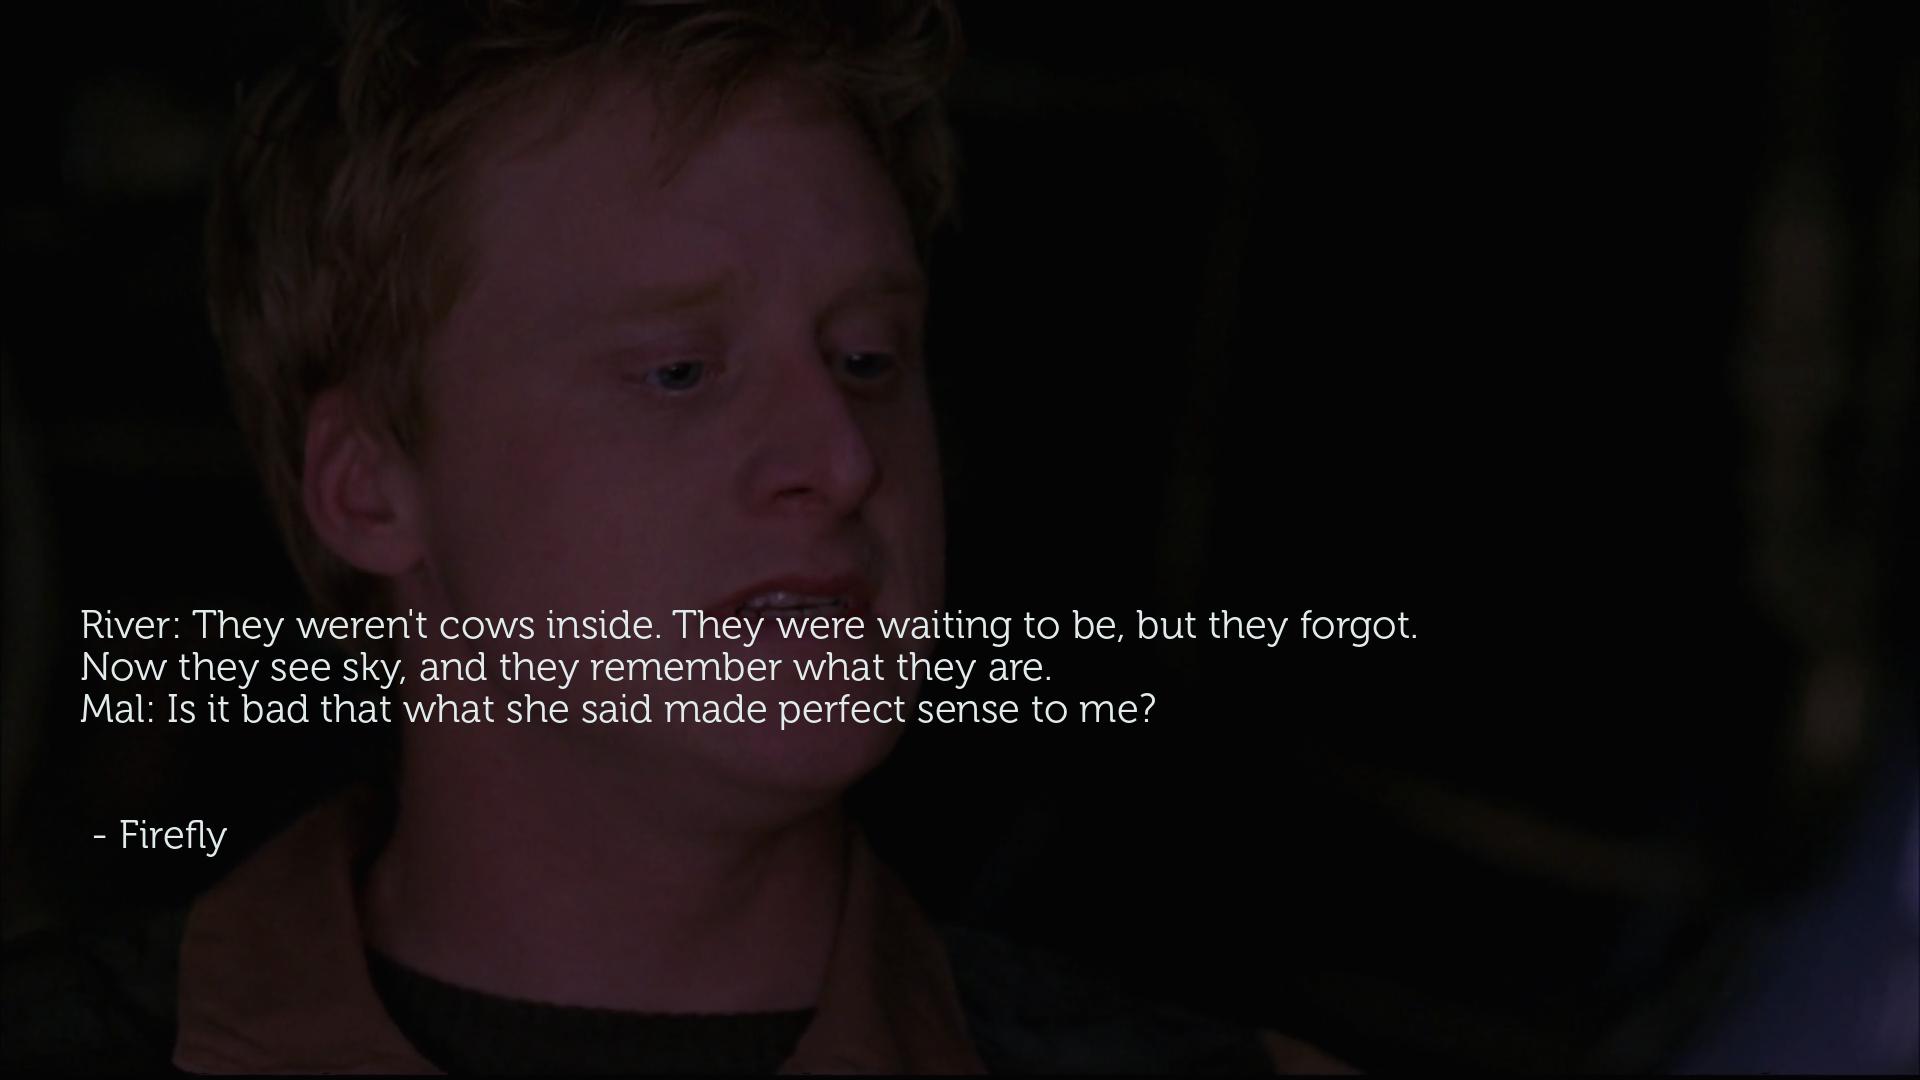 River: They weren't cows inside. They were waiting to be, but they forgot.
Now they see sky, and they remember what they are.
Mal: Is it bad that what she said made perfect sense to me?
- Firefly